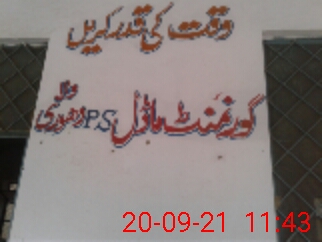 وقت کی قدر کریں
گورنمنٹ ماڈل P.S
20-09-21 11:43